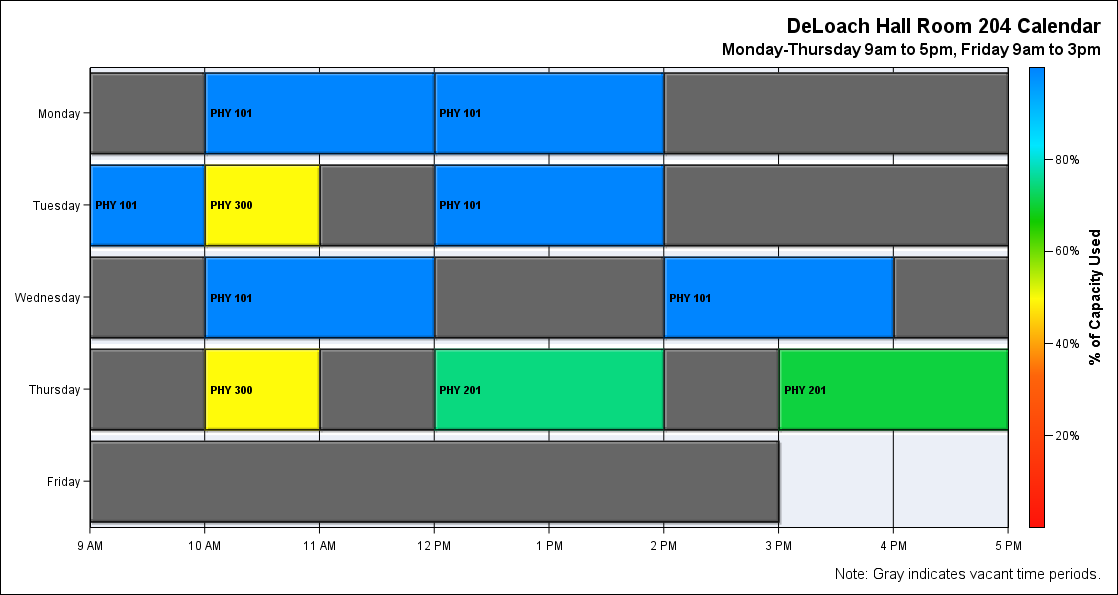 DeLoach Hall Room 204 Calendar
Monday-Thursday 9am to 5pm, Friday 9am to 3pm
Monday
PHY 101
PHY 101
Tuesday
PHY 101
PHY 300
PHY 101
Wednesday
PHY 101
PHY 101
Thursday
PHY 300
PHY 201
PHY 201
Friday
9 AM
10 AM
11 AM
12 PM
1 PM
2 PM
3 PM
4 PM
5 PM
80%
60%
40%
20%
% of Capacity Used
Note: Gray indicates vacant time periods.